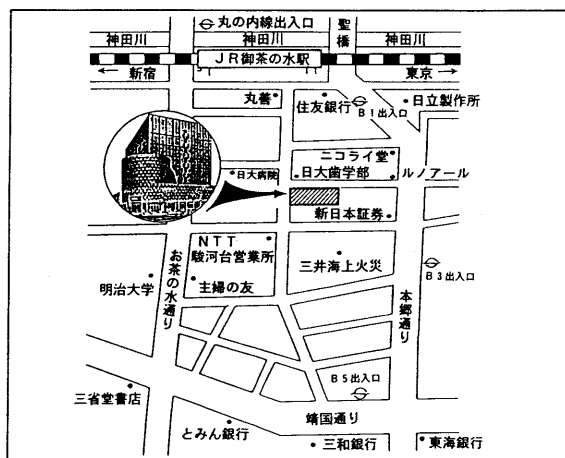 丸の内線出入口
聖橋
神田川
神田川
神田川
JR御茶の水駅
←新宿
東京→
丸善
住友銀行
B1出入口
日立製作所
ニコライ堂
日大歯学部
ルノアール
日大病院
新日本証券
NTT
駿河台営業所
三井海上火災
B3出入口
お茶の水通り
明治大学
主婦の友
本郷通り
B5出入口
三省堂書店
靖国通り
とみん銀行
三和銀行
東海銀行